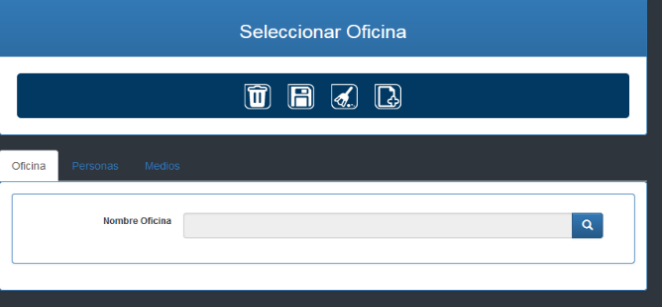 Seleccionar Oficina
Oficina Personas Medios
Nombre Oficina